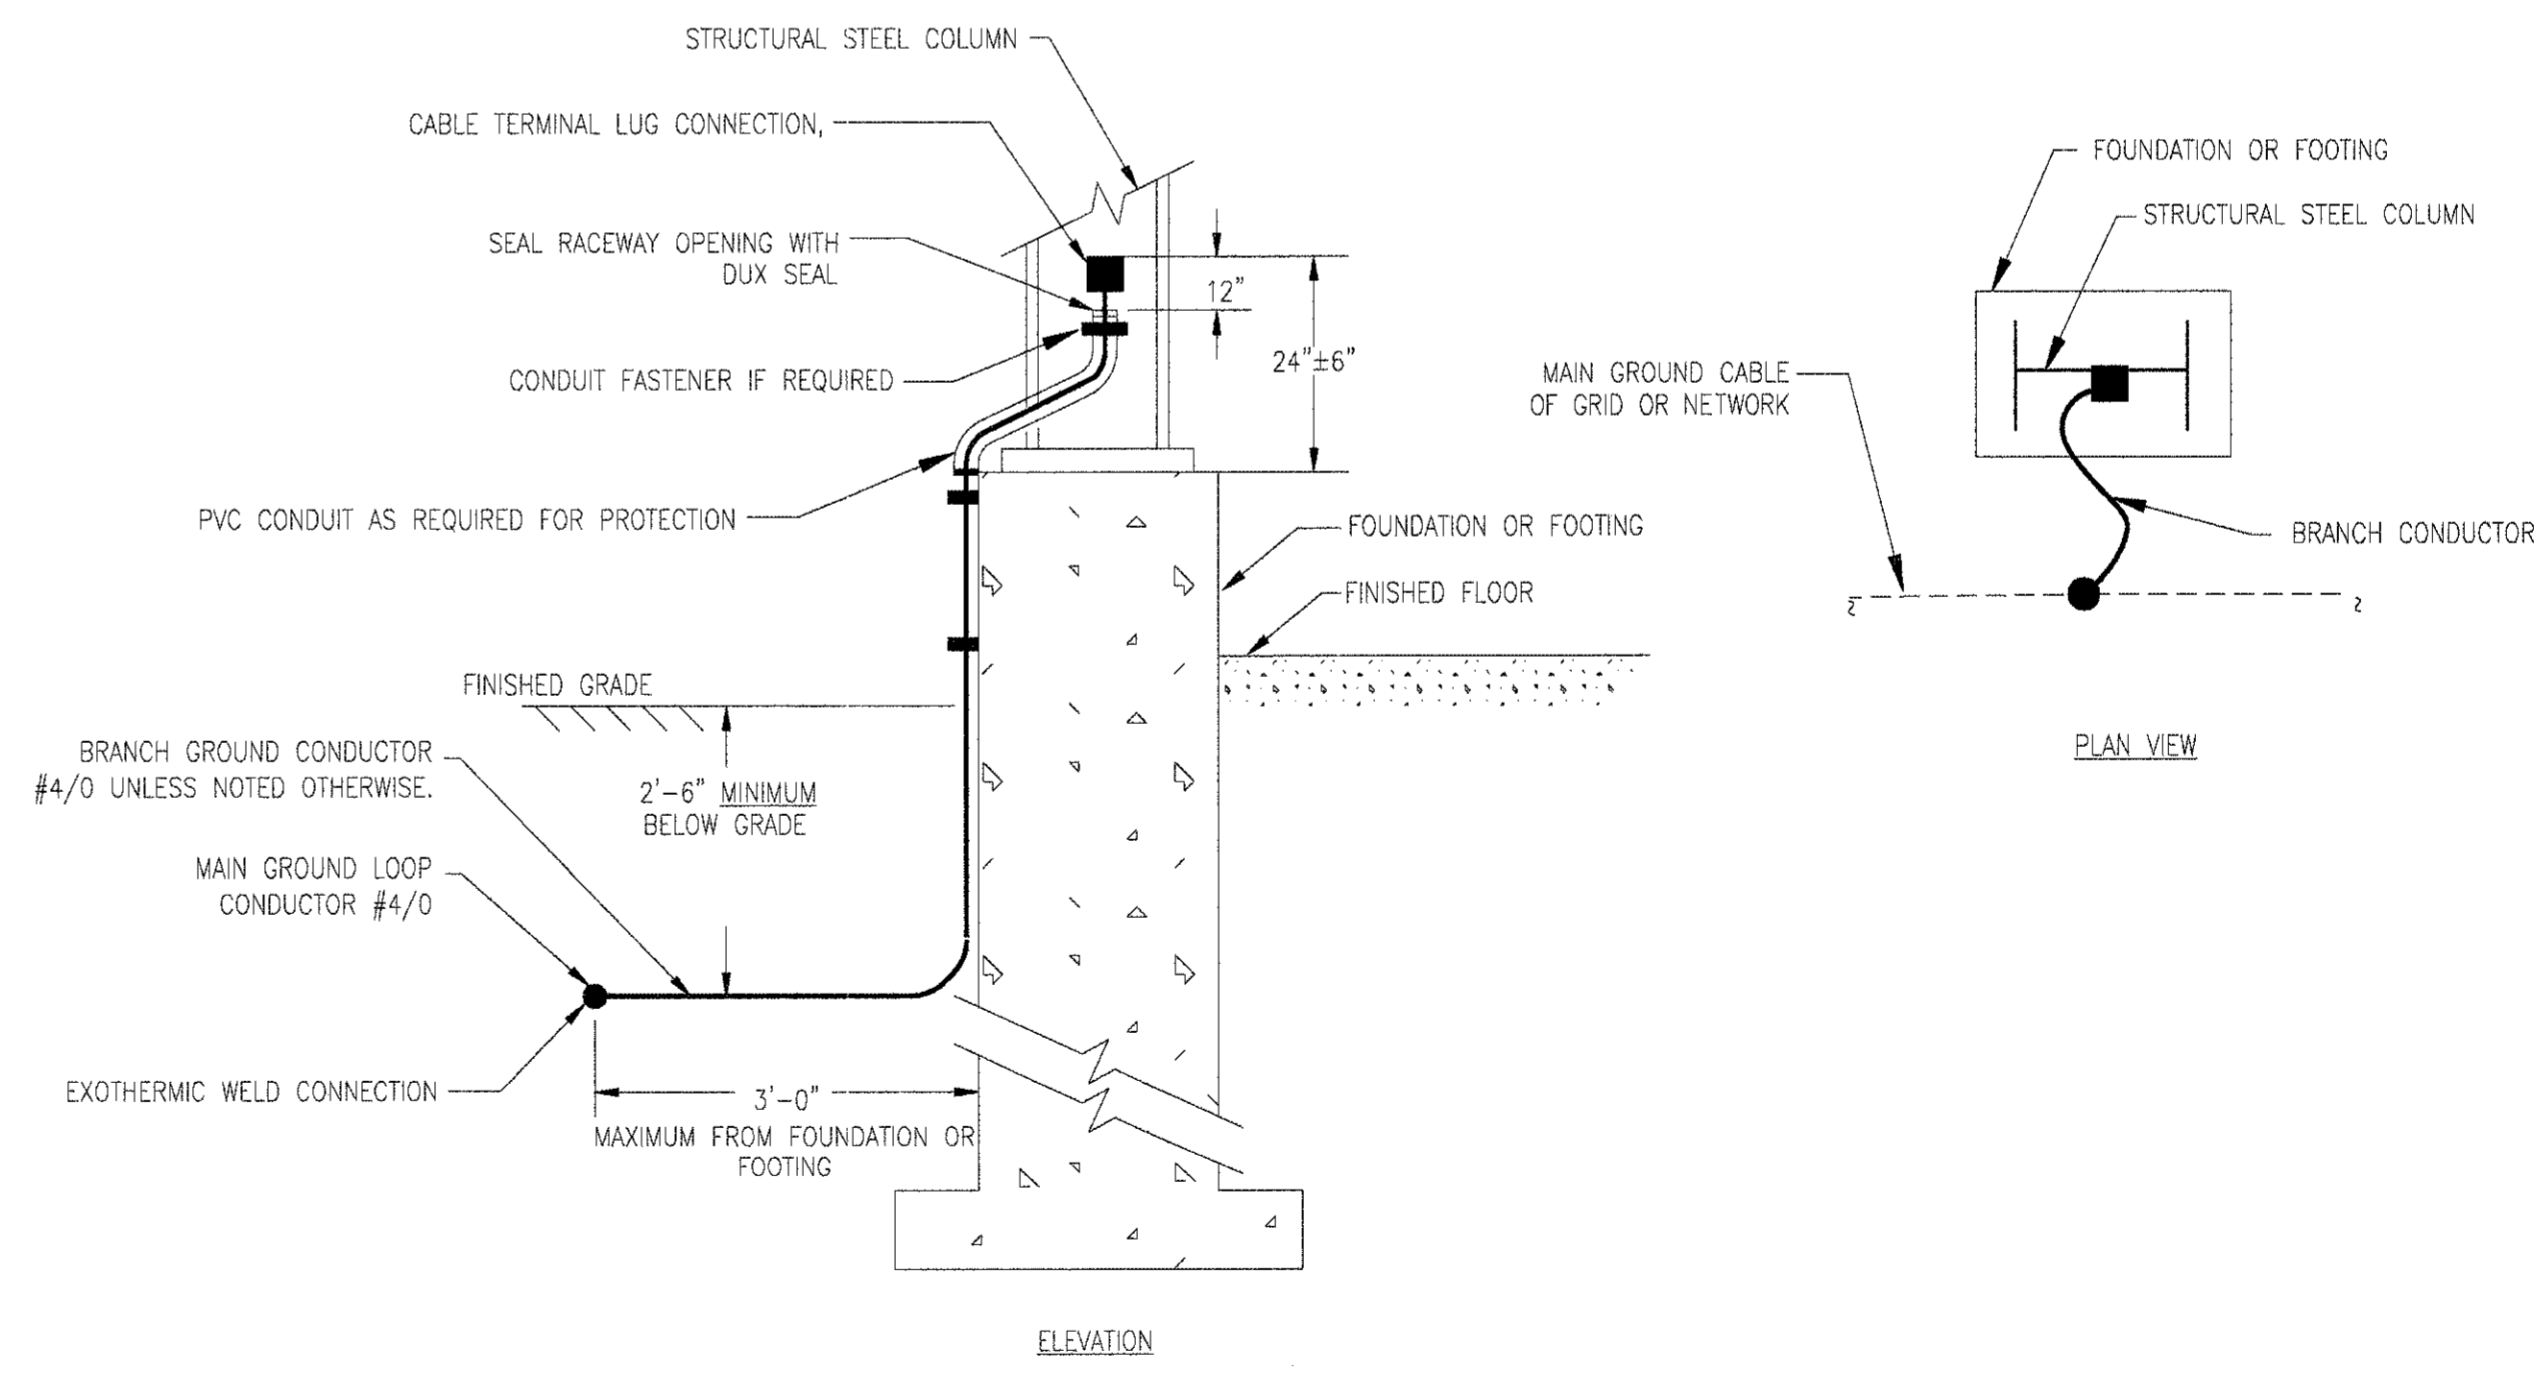 STRUCTURAL STEEL COLUMN
CABLE TERMINAL LUG CONNECTION,
SEAL RACEWAY OPENING WITH
DUX SEAL
12"
24"±6"
CONDUIT FASTENER IF REQUIRED
PVC CONDUIT AS REQUIRED FOR PROTECTION
FOUNDATION OR FOOTING
FINISHED FLOOR
FINISHED GRADE
BRANCH GROUND CONDUCTOR
#4/0 UNLESS NOTED OTHERWISE.
2'-6" MINIMUM
BELOW GRADE
MAIN GROUND LOOP
CONDUCTOR #4/0
EXOTHERMIC WELD CONNECTION
3'-0"
MAXIMUM FROM FOUNDATION OR
FOOTING
ELEVATION
FOUNDATION OR FOOTING
STRUCTURAL STEEL COLUMN
MAIN GROUND CABLE
OF GRID OR NETWORK
BRANCH CONDUCTOR
PLAN VIEW